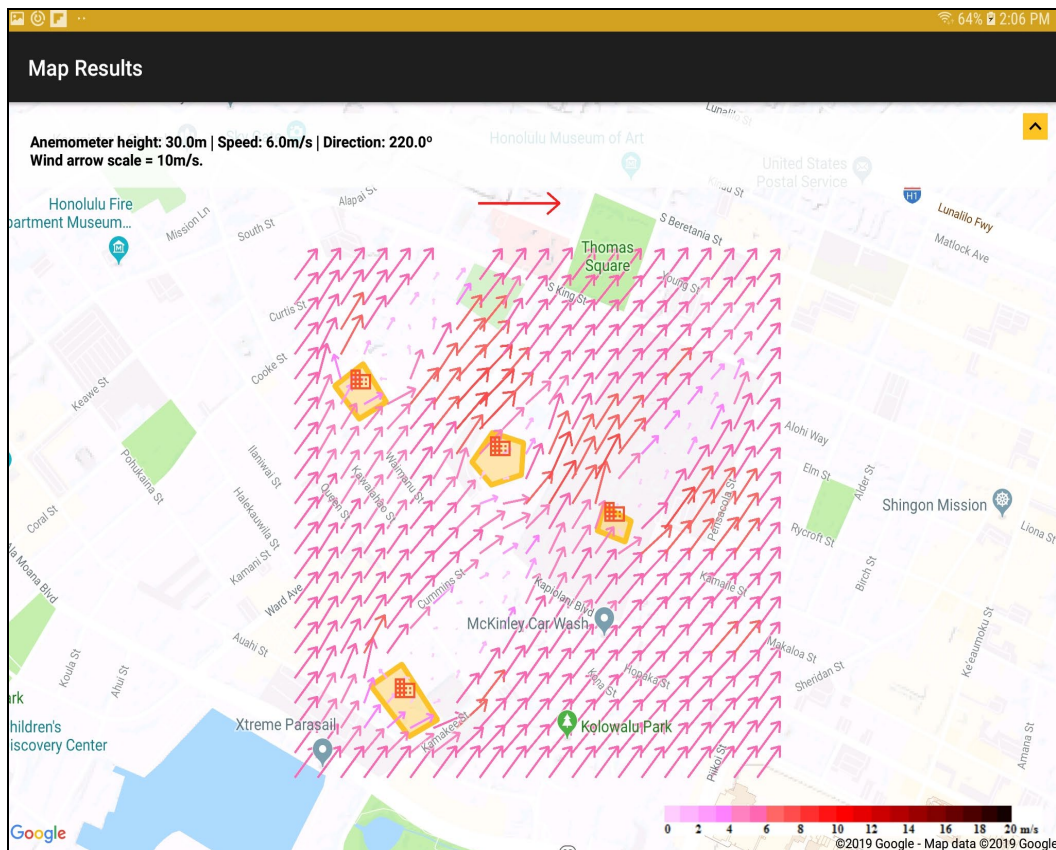 64% 2:06 PM
Map Results
Lunalilo St
Anemometer height: 30.0m | Speed: 6.0m/s | Direction: 220.0º
Wind arrow scale = 10m/s.
Honolulu Museum of Art
United States
Postal Service
H1
Honolulu Fire
partment Museum...
Mission Ln
South St
Alapai St
S Beretania St
Lunalilo Fwy
Matlock Ave
Thomas
Square
Young St
S King St
Curtis St
Cooke St
Keawe St
Pohukaina St
Ilaniwai St
Halekauwila St
Queen St
Kawaiahao St
Waimanu St
Alohi Way
Elm St
Alder St
Pensacola St
Rycroft St
Shingon Mission
Liona St
Coral St
Ala Moana Blvd
Kamani St
Ward Ave
Cummins St
Kapiolani Blvd
Kamaile St
Birch St
McKinley Car Wash
Makaloa St
Sheridan St
Ke'eaumoku St
Auahi St
Koula St
Ahui St
Kona St
Hopaka St
ark
hildren's
iscovery Center
Xtreme Parasail
Kamakee St
Kolowalu Park
Piikoi St
Amana St
Google
0 2 4 6 8 10 12 14 16 18 20 m/s
©2019 Google - Map data ©2019 Google